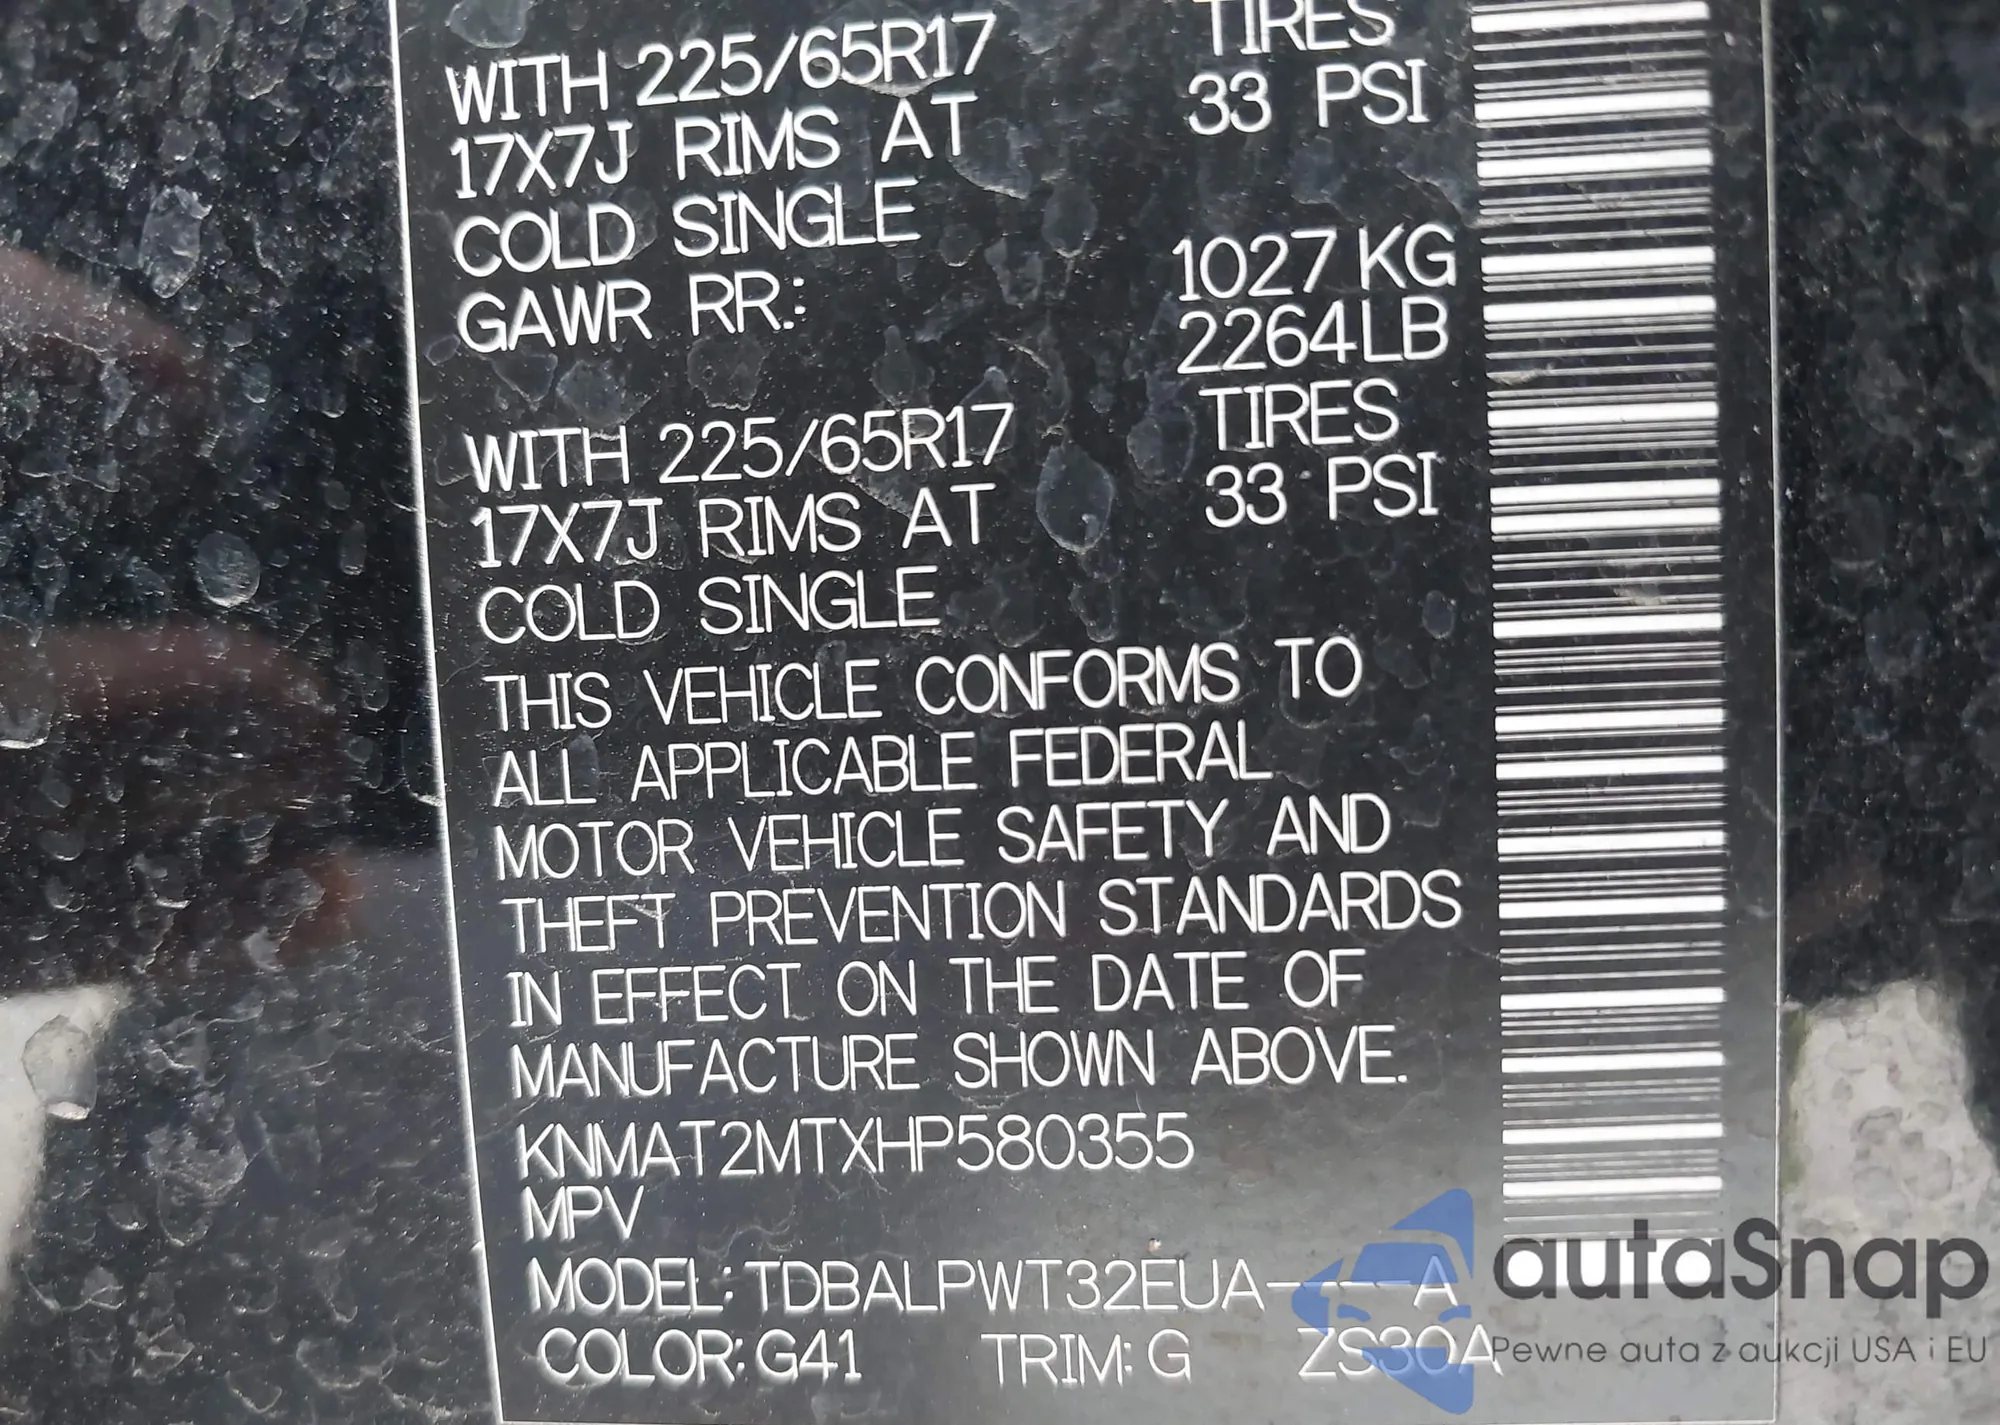 WITH 225/65R17 TIRES
17X7J RIMS AT 33 PSI
COLD SINGLE
GAWR RR.: 1027 KG
2264LB
WITH 225/65R17 TIRES
17X7J RIMS AT 33 PSI
COLD SINGLE
THIS VEHICLE CONFORMS TO
ALL APPLICABLE FEDERAL
MOTOR VEHICLE SAFETY AND
THEFT PREVENTION STANDARDS
IN EFFECT ON THE DATE OF
MANUFACTURE SHOWN ABOVE.
KNMAT2MTXHP580355
MPV
MODEL: TDBALPWT32EUA----A
COLOR: G41 TRIM: G ZS30A
autaSnap
Pewne auta z aukcji USA i EU